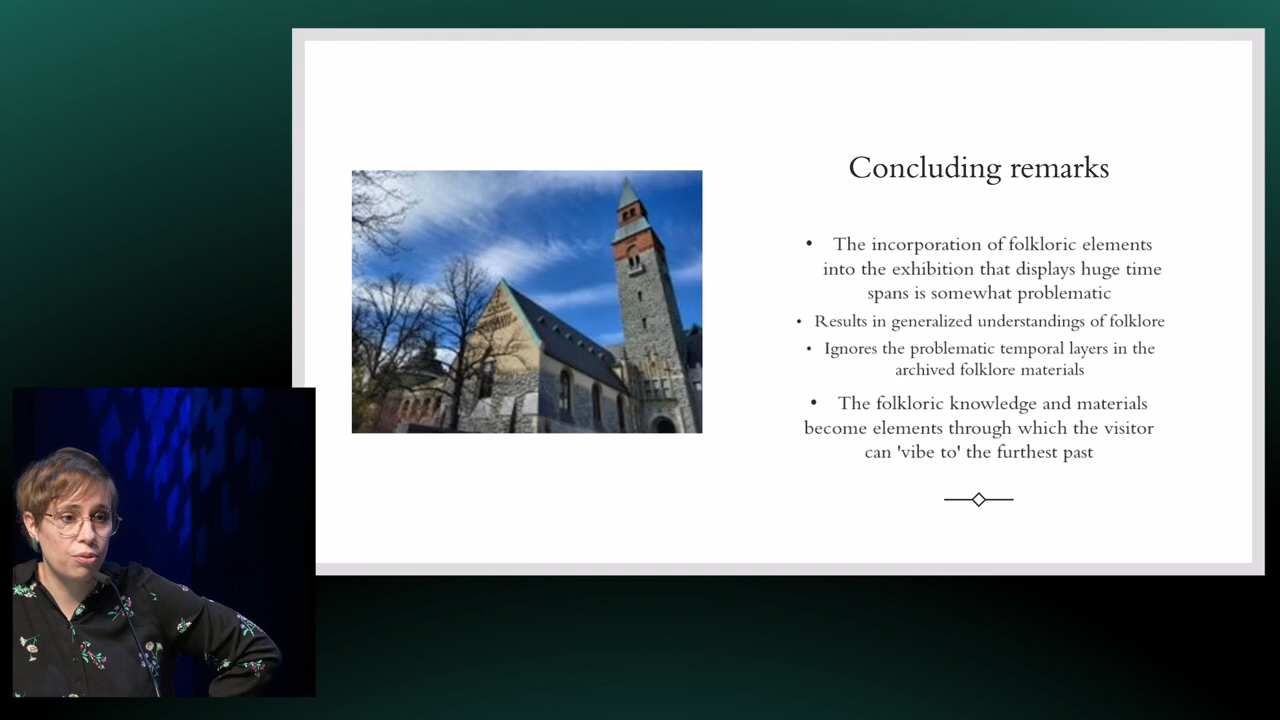 Concluding remarks
• The incorporation of folkloric elements
into the exhibition that displays huge time
spans is somewhat problematic
• Results in generalized understandings of folklore
• Ignores the problematic temporal layers in the
archived folklore materials
• The folkloric knowledge and materials
become elements through which the visitor
can 'vibe to' the furthest past